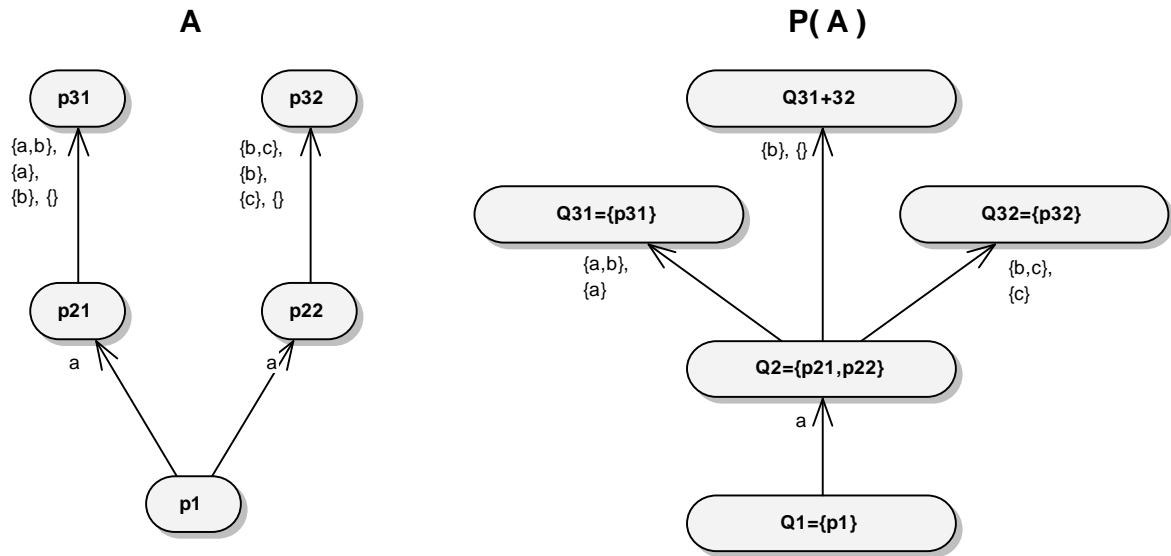 A
P( A )
p31
p32
Q31+32
{a,b},
{a},
{b}, {}
{b,c},
{b},
{c}, {}
{b}, {}
Q31={p31}
Q32={p32}
{a,b},
{a}
{b,c},
{c}
p21
p22
Q2={p21,p22}
a
a
a
p1
Q1={p1}